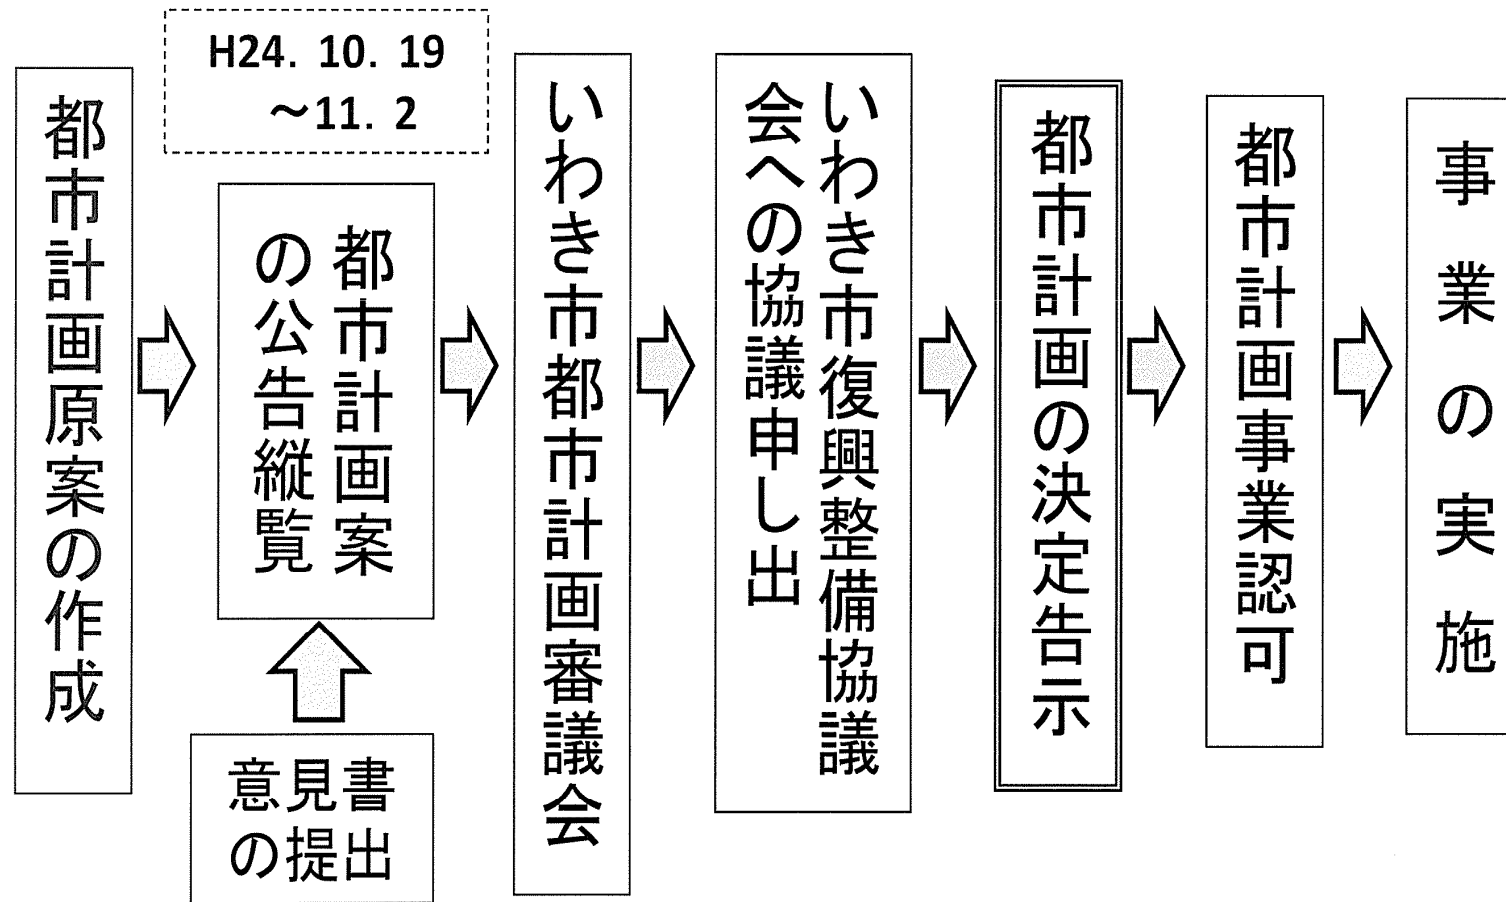 都市計画原案の作成
H24. 10. 19
～11. 2
都市計画案
の公告縦覧
意見書
の提出
いわき市都市計画審議会
いわき市復興整備協議
会への協議申し出
都市計画の決定告示
都市計画事業認可
事業の実施